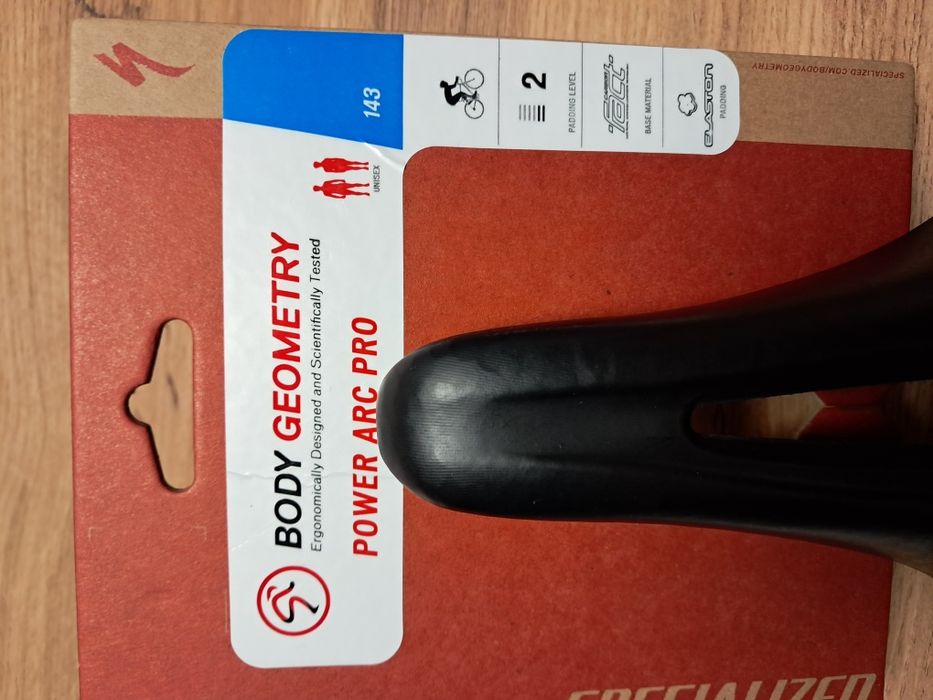 BODY GEOMETRY
Ergonomically Designed and Scientifically Tested
POWER ARC PRO
UNISEX
143
2
PADDING LEVEL
BASE MATERIAL
ELASTON
PADDING
SPECIALIZED.COM/BODYGEOMETRY
SPECIALIZED